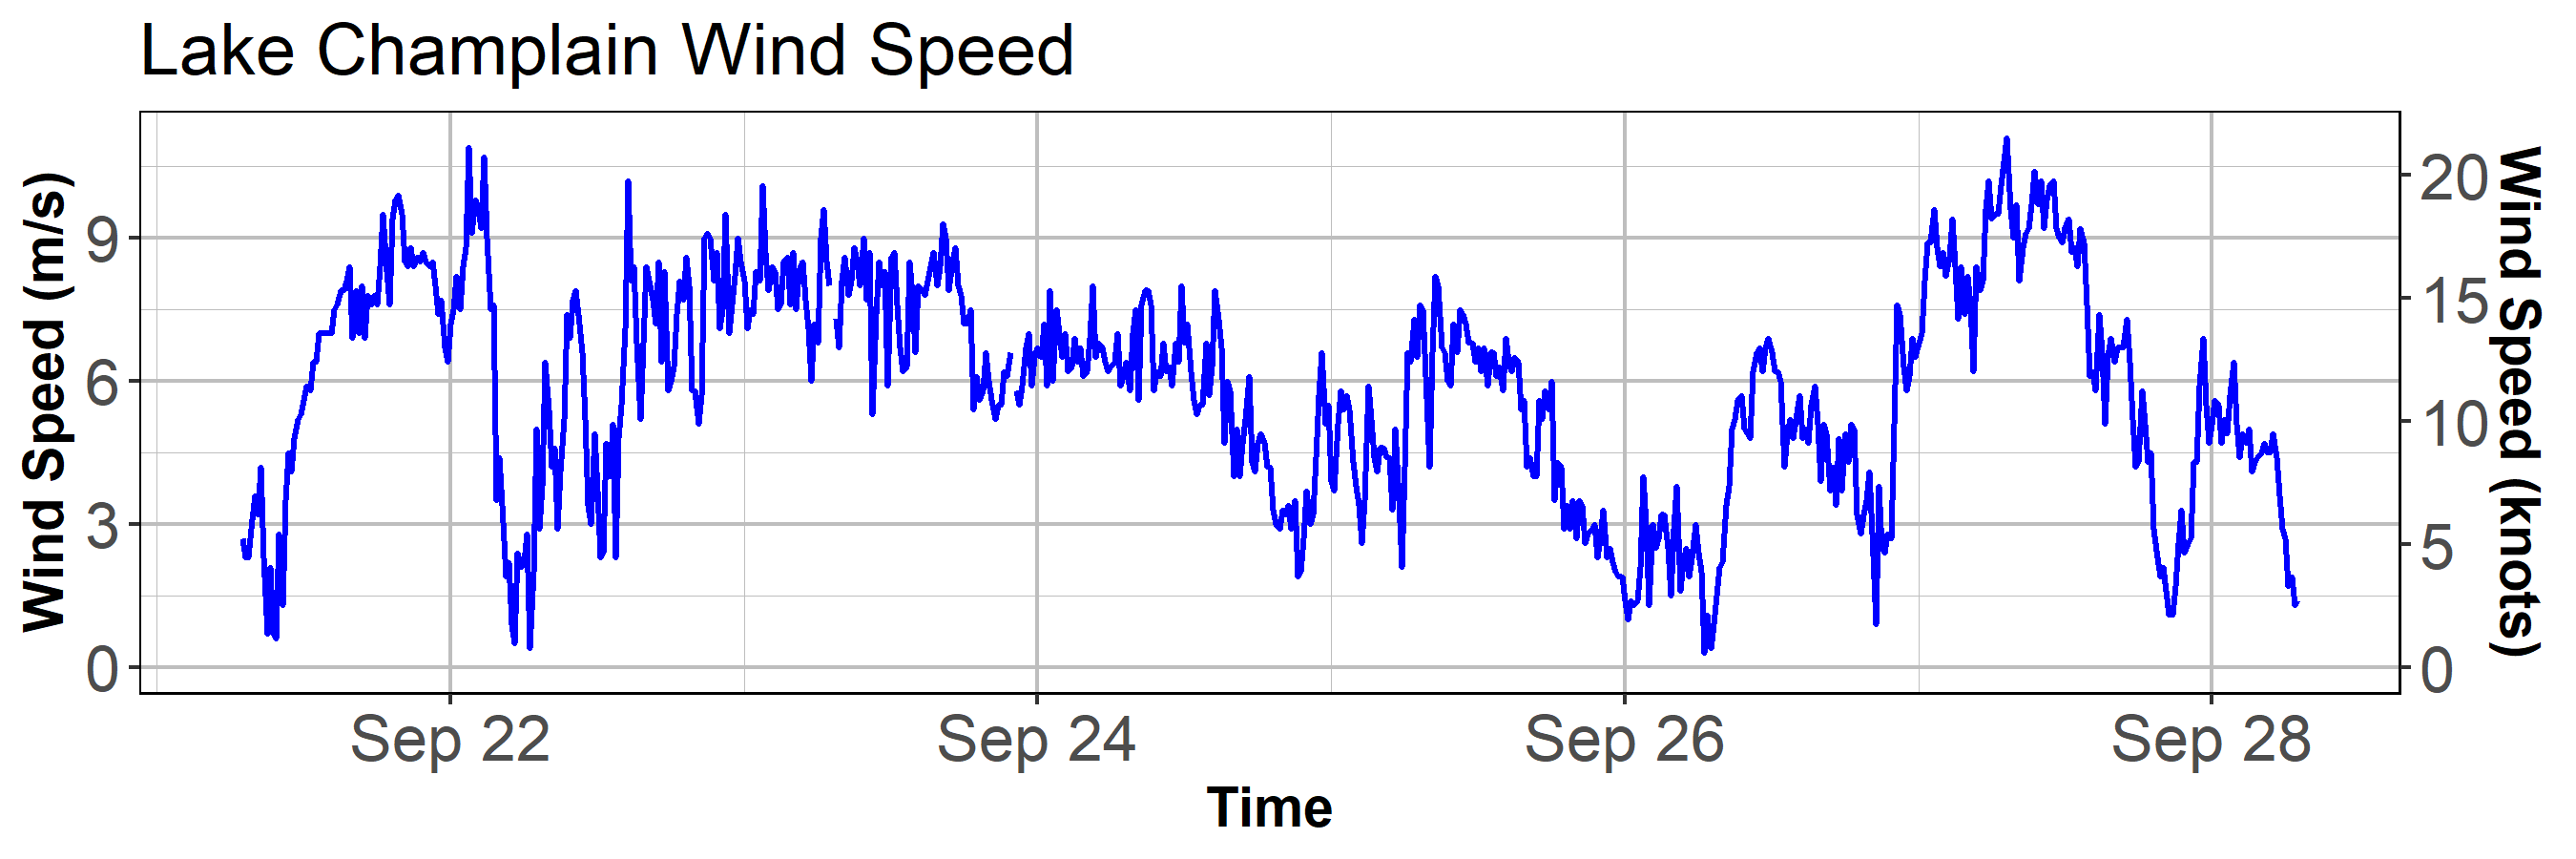 Lake Champlain Wind Speed
Wind Speed (m/s)
9
6
3
0
20
15
10
5
0
Wind Speed (knots)
Sep 22
Sep 24
Sep 26
Sep 28
Time